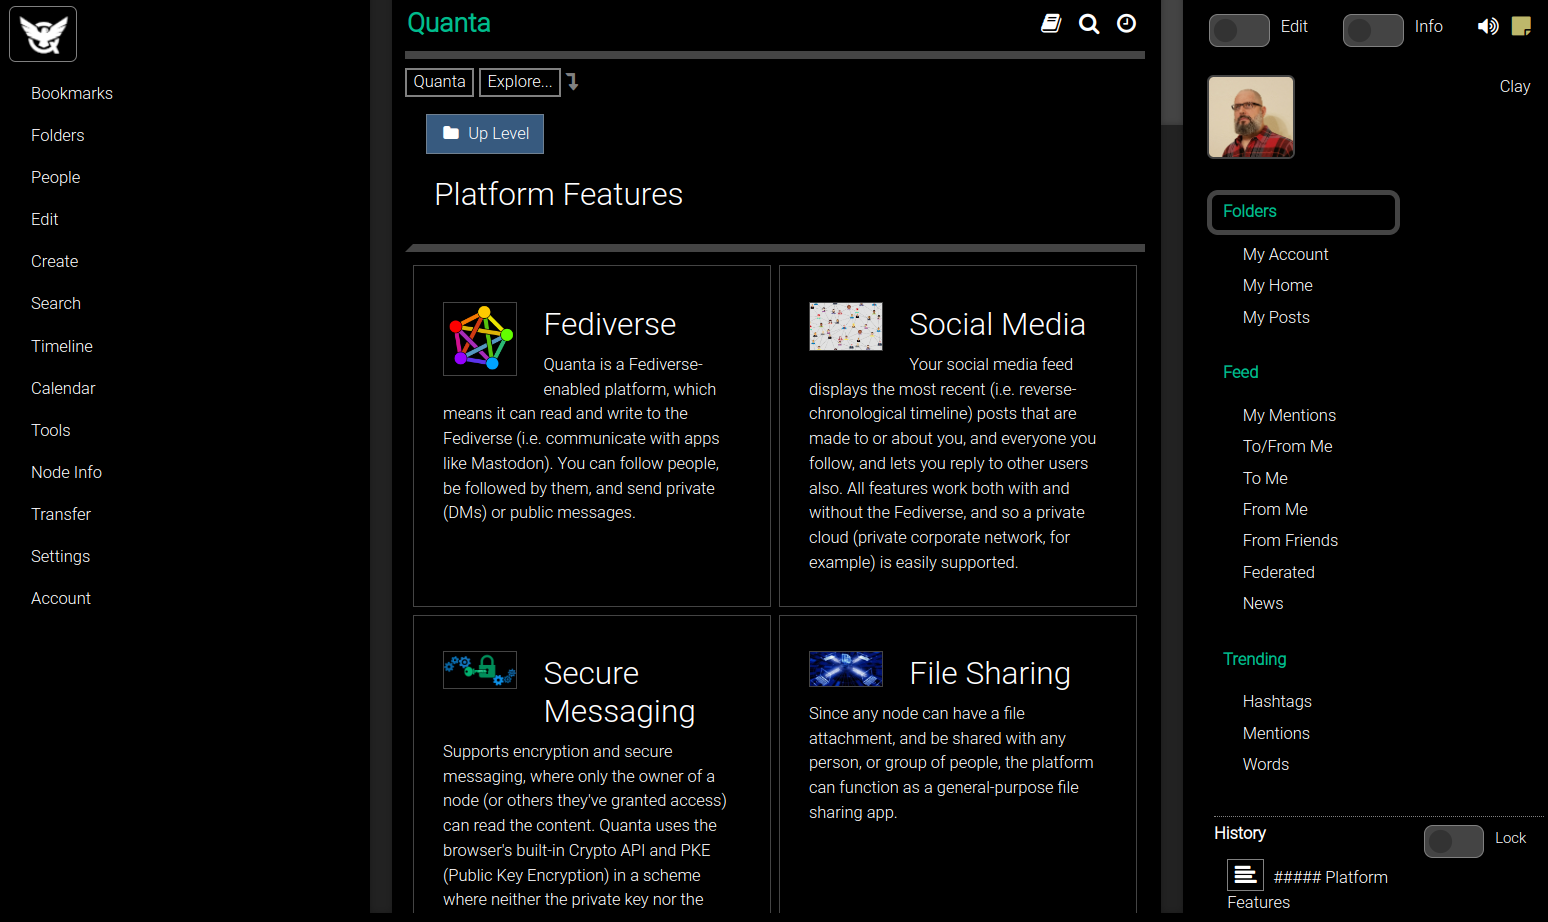 Bookmarks
Folders
People
Edit
Create
Search
Timeline
Calendar
Tools
Node Info
Transfer
Settings
Account
Quanta
Quanta
Explore...
Up Level
Platform Features
Fediverse
Quanta is a Fediverse-
enabled platform, which
means it can read and write to the
Fediverse (i.e. communicate with apps
like Mastodon). You can follow people,
be followed by them, and send private
(DMs) or public messages.
Social Media
Your social media feed
displays the most recent (i.e. reverse-
chronological timeline) posts that are
made to or about you, and everyone you
follow, and lets you reply to other users
also. All features work both with and
without the Fediverse, and so a private
cloud (private corporate network, for
example) is easily supported.
Secure
Messaging
Supports encryption and secure
messaging, where only the owner of a
node (or others they've granted access)
can read the content. Quanta uses the
browser's built-in Crypto API and PKE
(Public Key Encryption) in a scheme
where neither the private key nor the
File Sharing
Since any node can have a file
attachment, and be shared with any
person, or group of people, the platform
can function as a general-purpose file
sharing app.
Edit
Info
Clay
Folders
My Account
My Home
My Posts
Feed
My Mentions
To/From Me
To Me
From Me
From Friends
Federated
News
Trending
Hashtags
Mentions
Words
History
Lock
##### Platform
Features